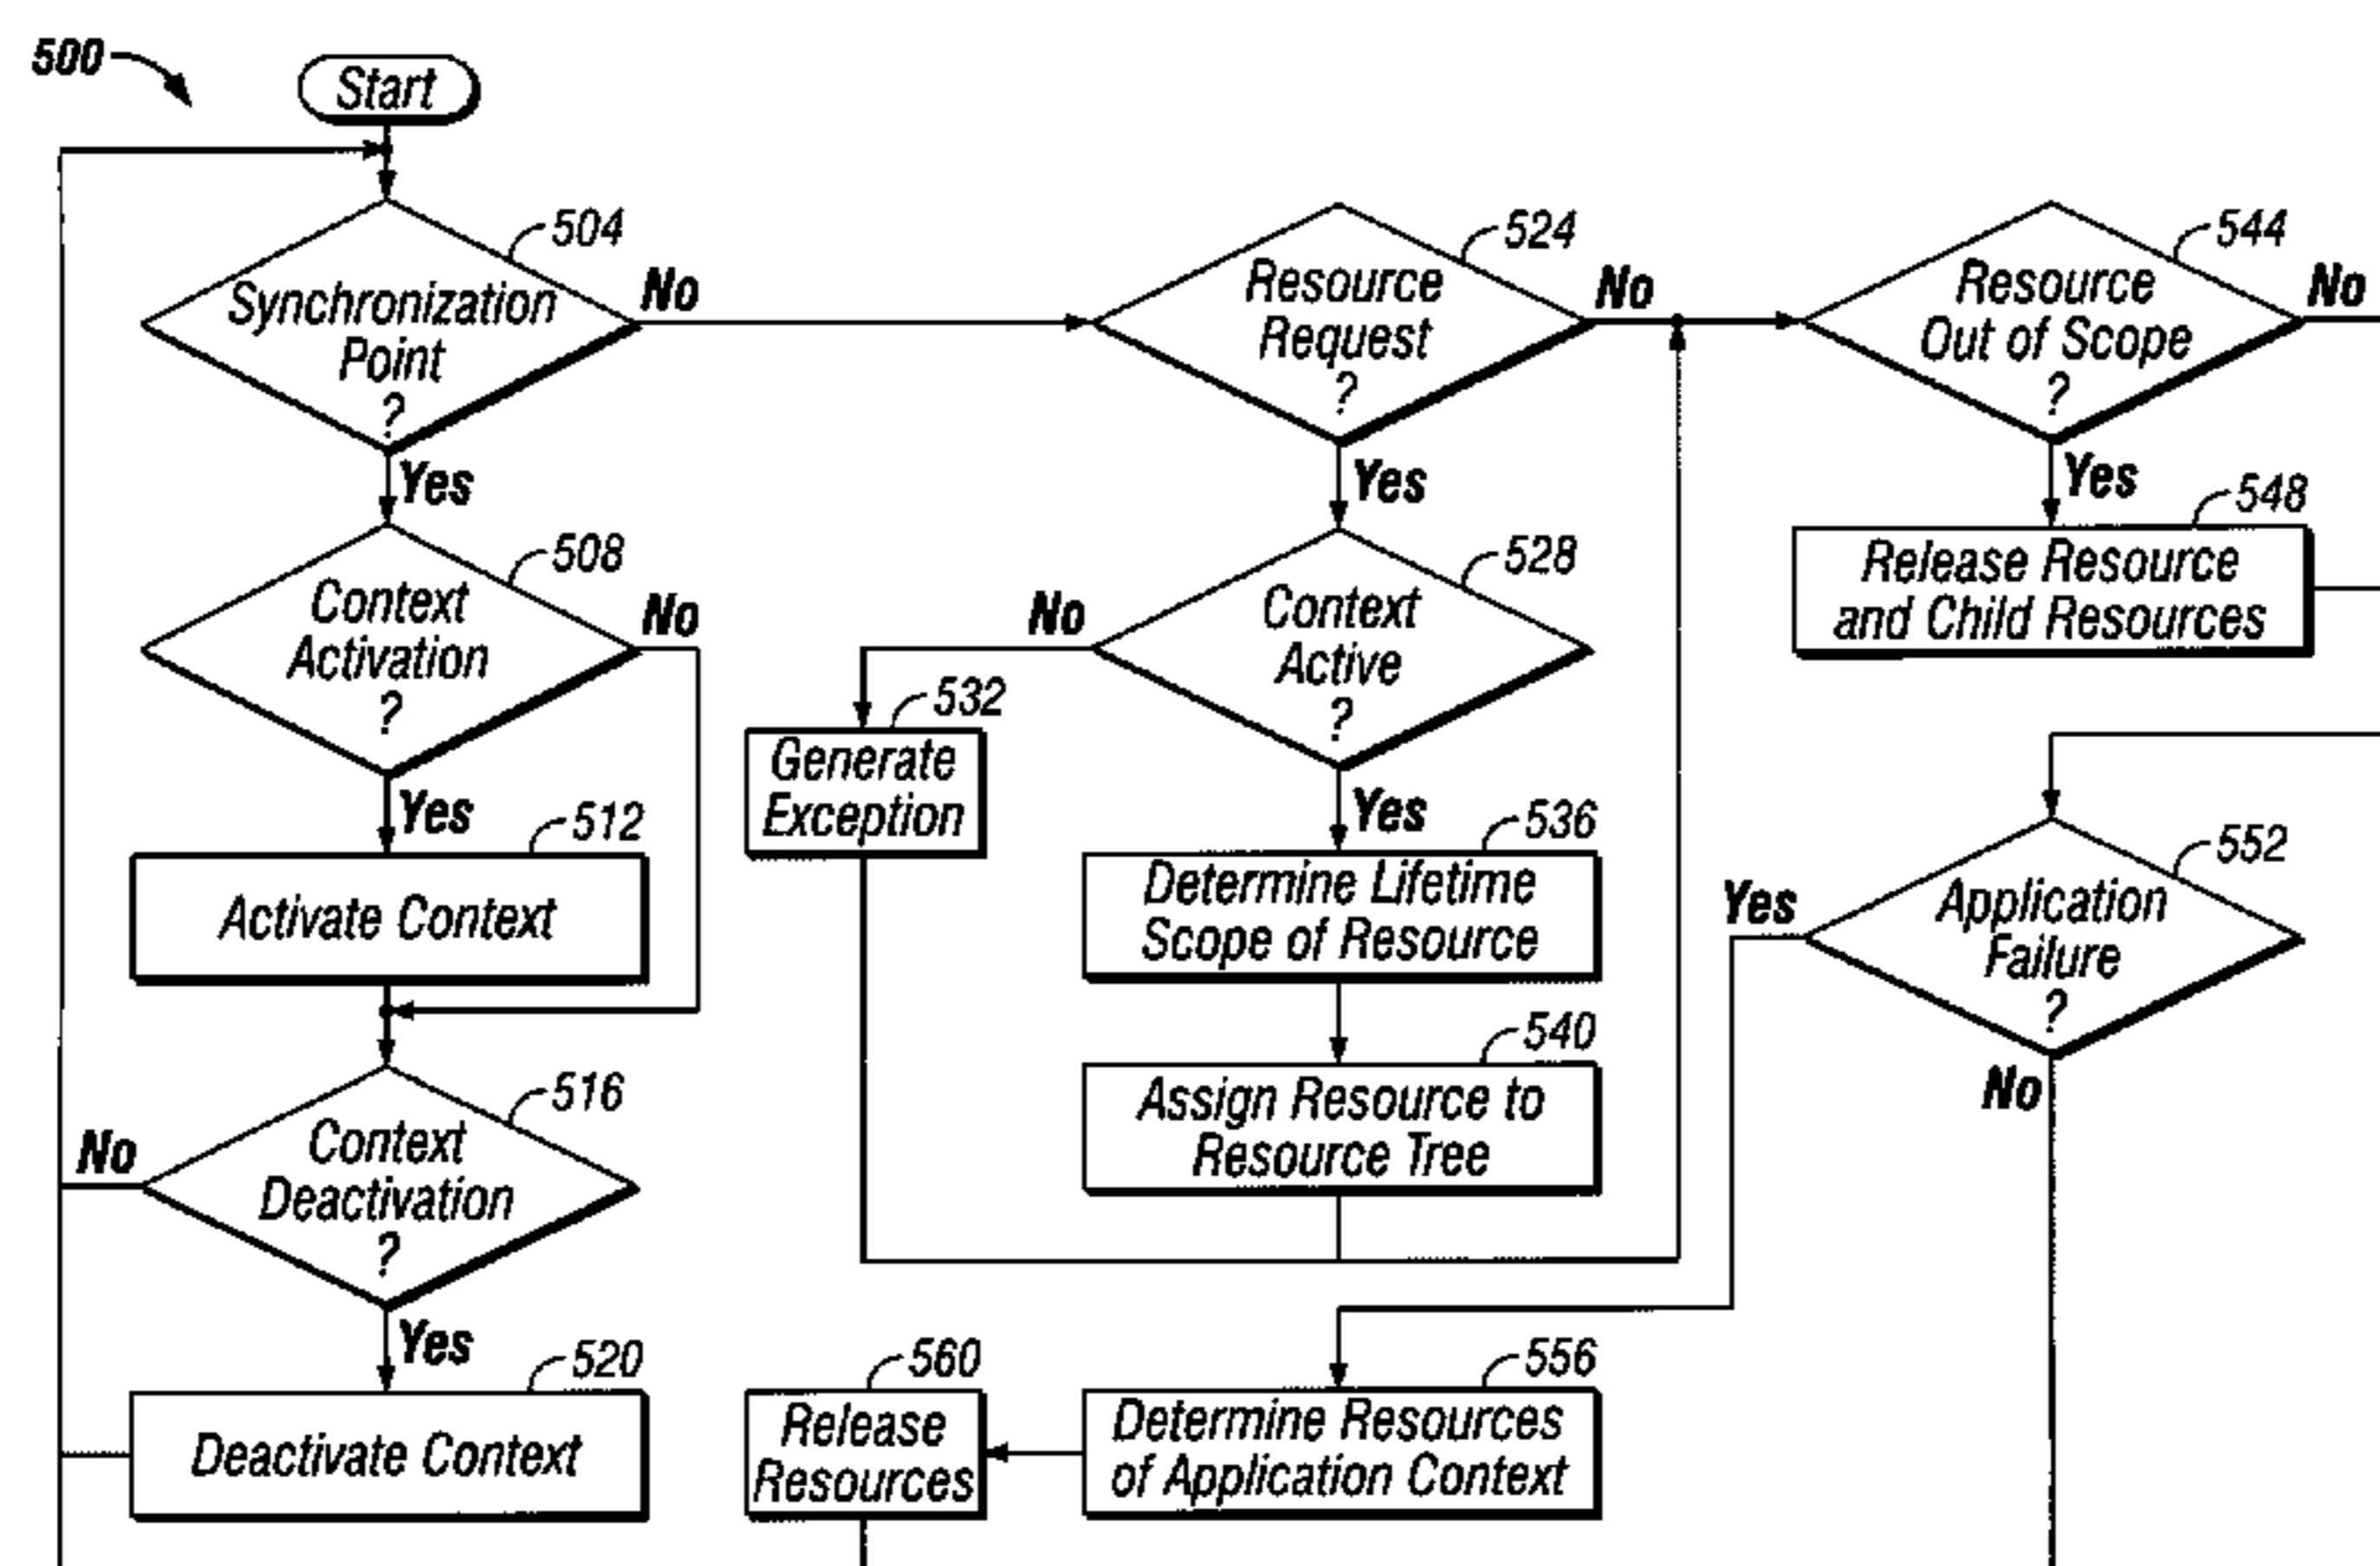 500
Start
504
Synchronization
Point
?
No
Yes
508
Context
Activation
?
No
Yes
512
Activate Context
516
Context
Deactivation
?
No
Yes
520
Deactivate Context
524
Resource
Request
?
No
Yes
528
Context
Active
?
No
Yes
532
Generate
Exception
536
Determine Lifetime
Scope of Resource
540
Assign Resource to
Resource Tree
544
Resource
Out of Scope
?
No
Yes
548
Release Resource
and Child Resources
552
Application
Failure
?
Yes
No
556
Determine Resources
of Application Context
560
Release
Resources